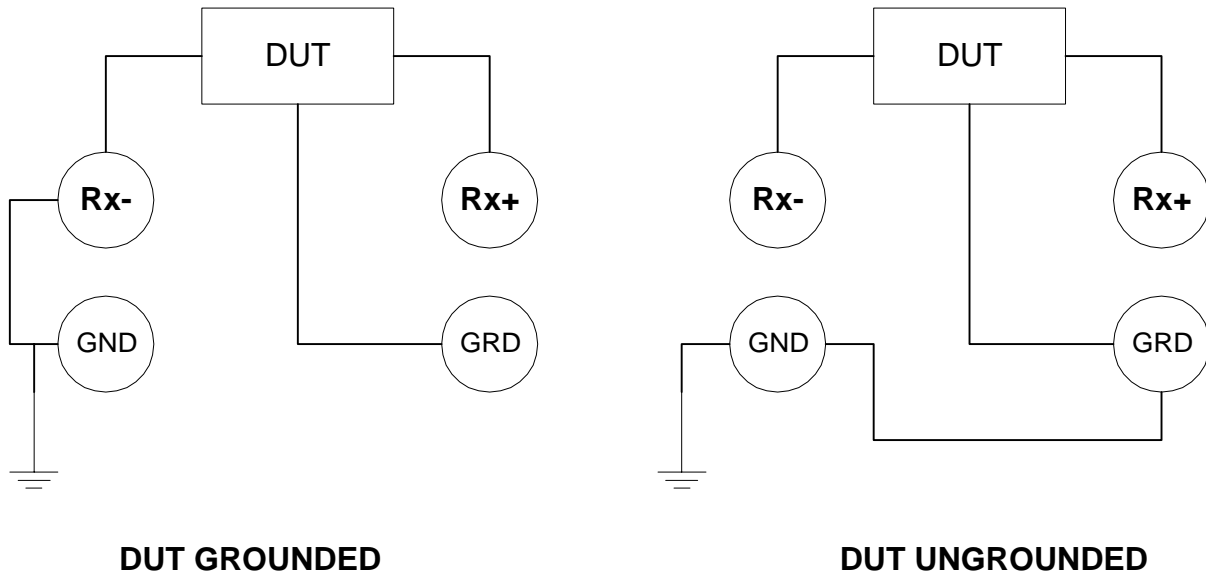 DUT
DUT
Rx-
Rx+
Rx-
Rx+
GND
GRD
GND
GRD
DUT GROUNDED
DUT UNGROUNDED